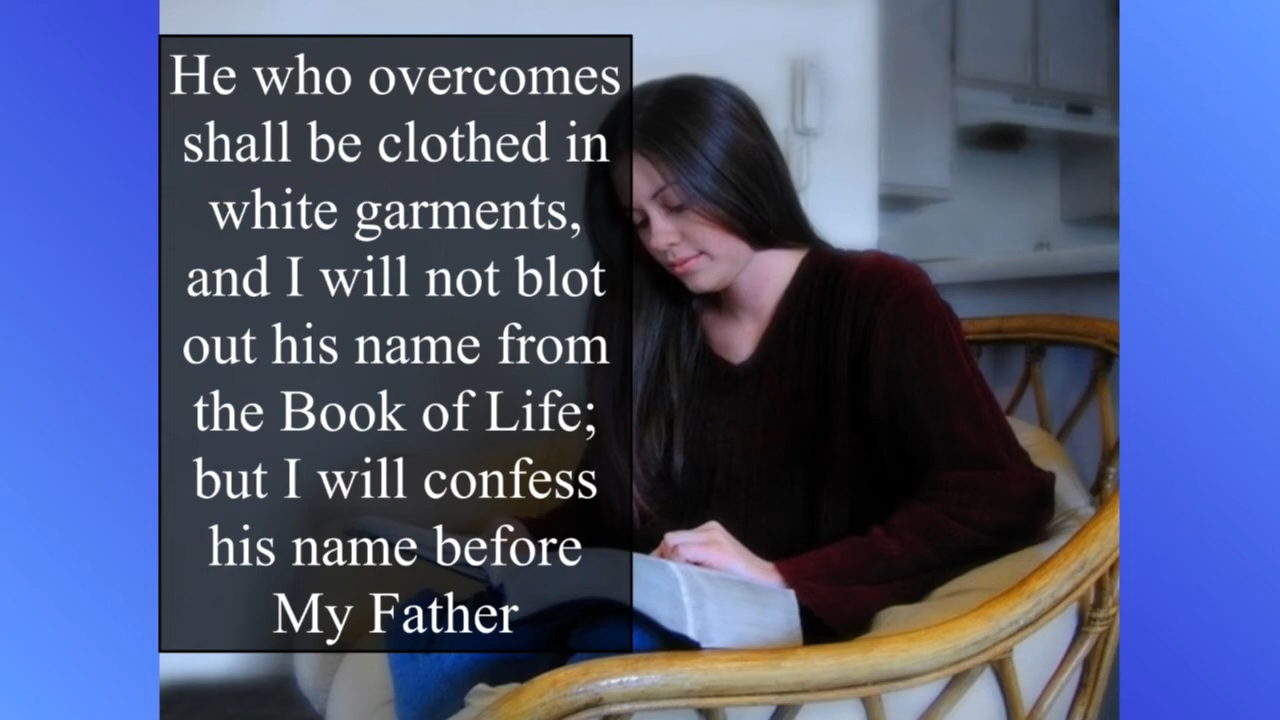 He who overcomes
shall be clothed in
white garments,
and I will not blot
out his name from
the Book of Life;
but I will confess
his name before
My Father